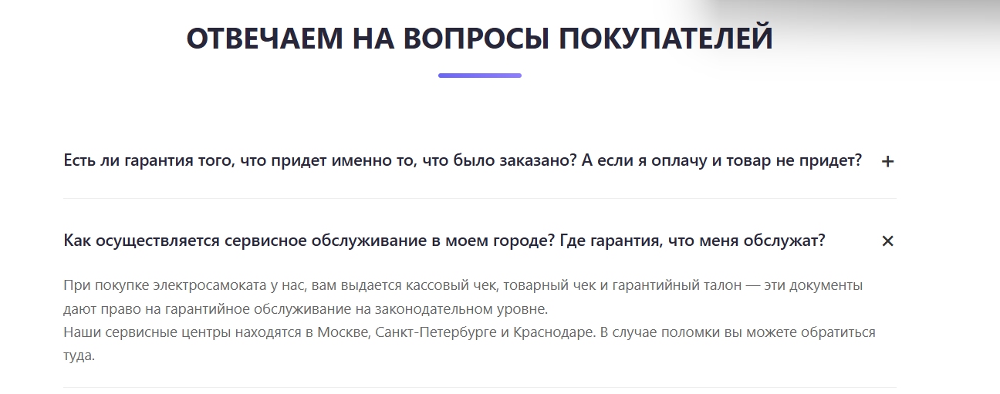 ОТВЕЧАЕМ НА ВОПРОСЫ ПОКУПАТЕЛЕЙ
Есть ли гарантия того, что придет именно то, что было заказано? А если я оплачу и товар не придет?
Как осуществляется сервисное обслуживание в моем городе? Где гарантия, что меня обслужат?
При покупке электросамоката у нас, вам выдается кассовый чек, товарный чек и гарантийный талон — эти документы
дают право на гарантийное обслуживание на законодательном уровне.
Наши сервисные центры находятся в Москве, Санкт-Петербурге и Краснодаре. В случае поломки вы можете обратиться
туда.